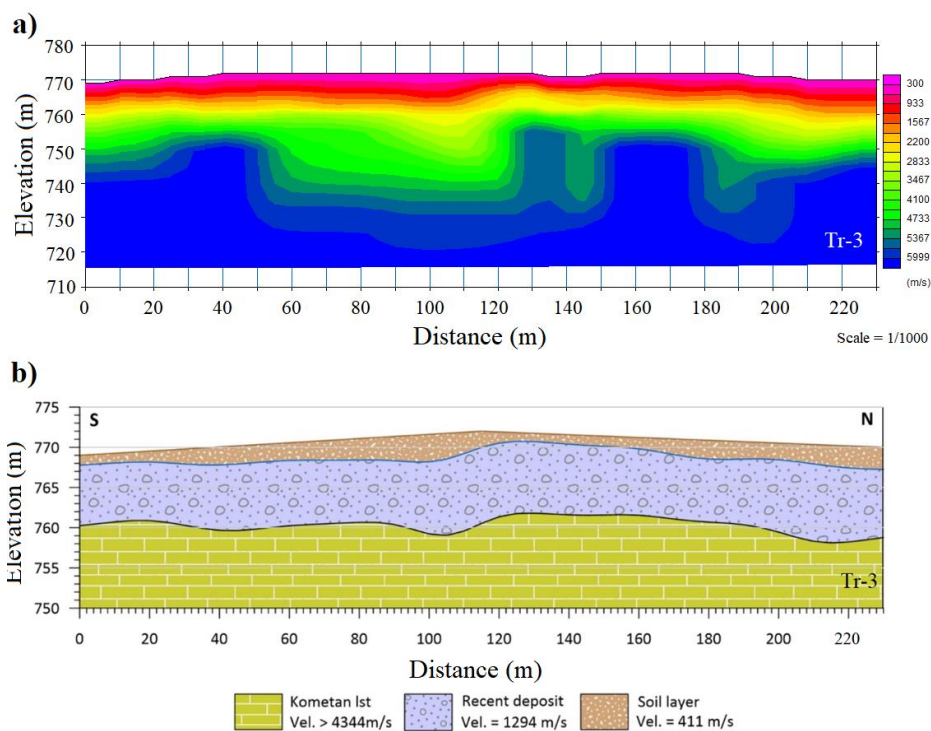 a)
780
770
760
750
740
730
720
710
Elevation (m)
0 20 40 60 80 100 120 140 160 180 200 220
Distance (m)
Tr-3
300
933
1567
2200
2833
3467
4100
4733
5367
5999
(m/s)
Scale = 1/1000
b)
775
770
765
760
755
750
Elevation (m)
S
N
Tr-3
0 20 40 60 80 100 120 140 160 180 200 220
Distance (m)
Kometan lst
Vel. > 4344m/s
Recent deposit
Vel. = 1294 m/s
Soil layer
Vel. = 411 m/s